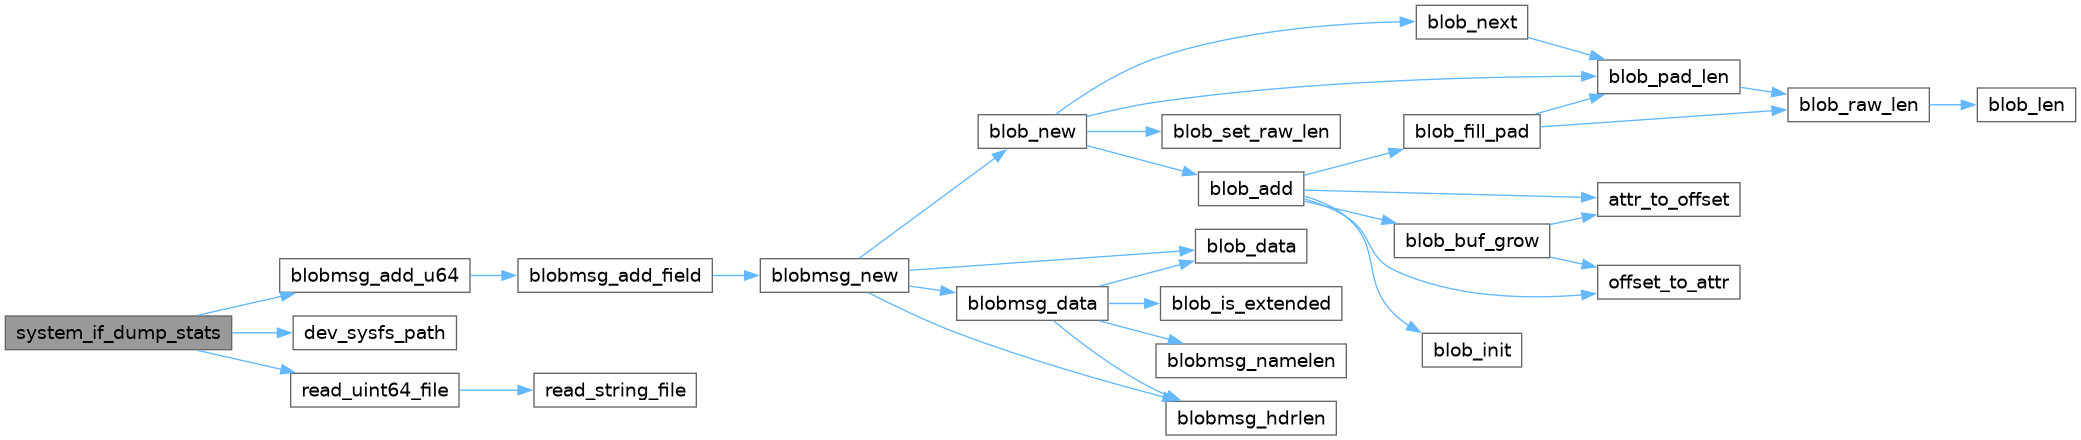 system_if_dump_stats
blobmsg_add_u64
dev_sysfs_path
read_uint64_file
blobmsg_add_field
read_string_file
blobmsg_new
blob_new
blobmsg_data
blob_next
blob_set_raw_len
blob_add
blob_data
blob_is_extended
blobmsg_namelen
blobmsg_hdrlen
blob_fill_pad
blob_buf_grow
blob_init
blob_pad_len
attr_to_offset
offset_to_attr
blob_raw_len
blob_len